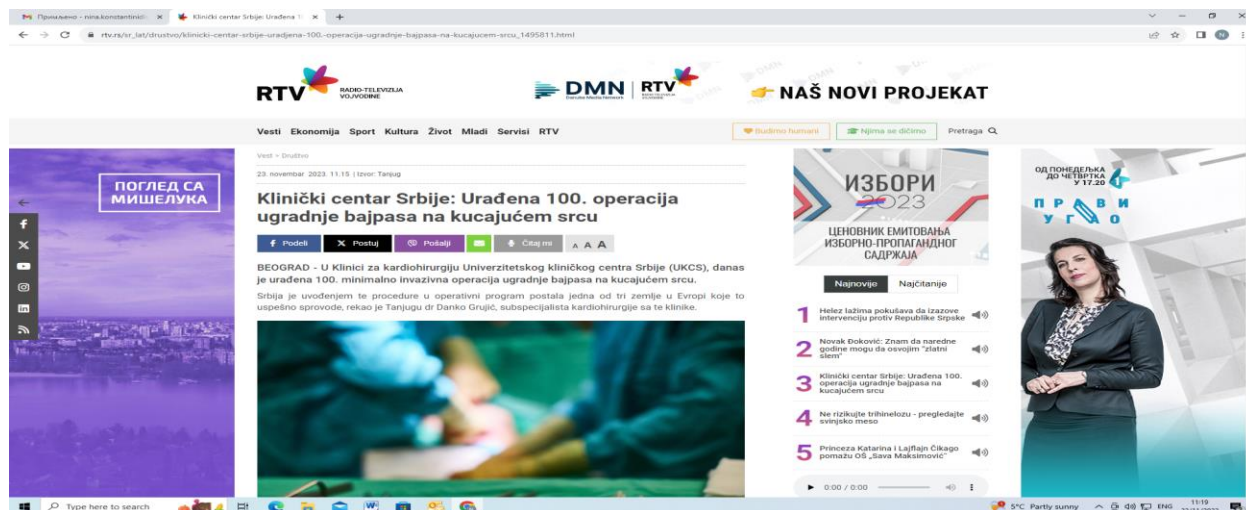 Klinički centar Srbije: Urađena 1
rtv.rs/sr_lat/drustvo/klinicki-centar-srbije-uradjena-100.-operacija-ugradnje-bajpasa-na-kucajucem-srcu_1495811.html
RTV
RADIO-TELEVIZIJA
VOJVODINE
DMN
RTV
NAŠ NOVI PROJEKAT
Vesti Ekonomija Sport Kultura Život Mladi Servisi RTV
Budimo humani
Njima se dičimo
Pretraga
Vesti > Društvo
23. novembar 2023. 11.15 | Izvor: Tanjug
Klinički centar Srbije: Urađena 100. operacija
ugradnje bajpasa na kucajućem srcu
Podeli
Postuj
Pošalji
Čitaj mi
A A A
BEOGRAD - U Klinici za kardiohirurgiju Univerzitetskog kliničkog centra Srbije (UKCS), danas
je urađena 100. minimalno invazivna operacija ugradnje bajpasa na kucajućem srcu.
Srbija je uvođenjem te procedure u operativni program postala jedna od tri zemlje u Evropi koje to
uspešno sprovode, rekao je Tanjugu dr Danko Grujić, subspecijalista kardiohirurgije sa te klinike.
ПОГЛЕД СА
МИШЕЛУКА
ИЗБОРИ
2023
ЦЕНОВНИК ЕМИТОВАЊА
ИЗБОРНО-ПРОПАГАНДНОГ
САДРЖАЈА
Najnovije
Najčitanije
1 Helez lažima pokušava da izazove
intervenciju protiv Republike Srpske
2 Novak Đoković: Znam da naredne
godine mogu da osvojim "zlatni
slem"
3 Klinički centar Srbije: Urađena 100.
operacija ugradnje bajpasa na
kucajućem srcu
4 Ne rizikujte trihinelozu - pregledajte
svinjsko meso
5 Princeza Katarina i Lajflajn Čikago
pomažu OŠ „Sava Maksimović“
0:00 / 0:00
ОД ПОНЕДЕЉКА
ДО ЧЕТВРТКА
У 17.20
1
ПРАВИ
УГАО
Type here to search
5°C Partly sunny
ENG
11:19